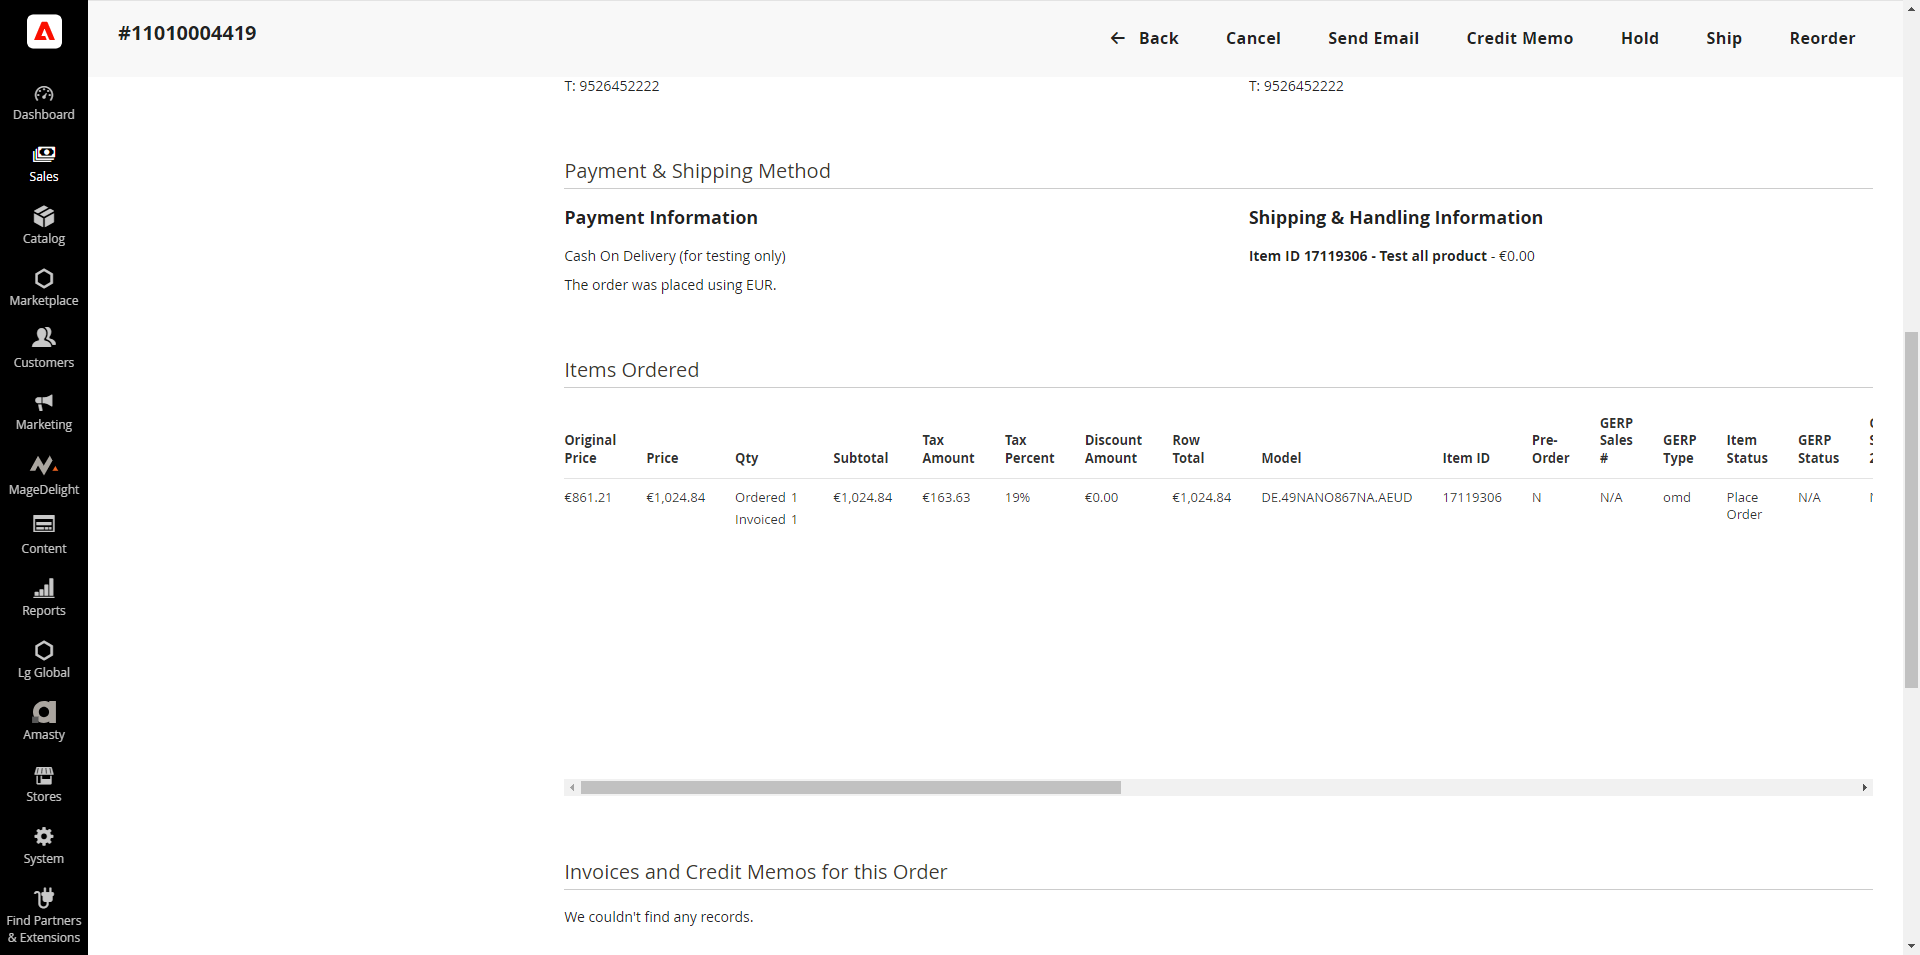 #11010004419
Back
Cancel
Send Email
Credit Memo
Hold
Ship
Reorder
Dashboard
Sales
Catalog
Marketplace
Customers
Marketing
MageDelight
Content
Reports
Lg Global
Amasty
Stores
System
Find Partners
& Extensions
T: 9526452222
T: 9526452222
Payment & Shipping Method
Payment Information
Cash On Delivery (for testing only)
The order was placed using EUR.
Shipping & Handling Information
Item ID 17119306 - Test all product - €0.00
Items Ordered
Original Price Price Qty Subtotal Tax Amount Tax Percent Discount Amount Row Total Model Item ID Pre-Order GERP Sales # GERP Type Item Status GERP Status
€861.21 €1,024.84 Ordered 1 €1,024.84 €163.63 19% €0.00 €1,024.84 DE.49NANO867NA.AEUD 17119306 N N/A omd Place Order N/A
Invoiced 1
Invoices and Credit Memos for this Order
We couldn't find any records.